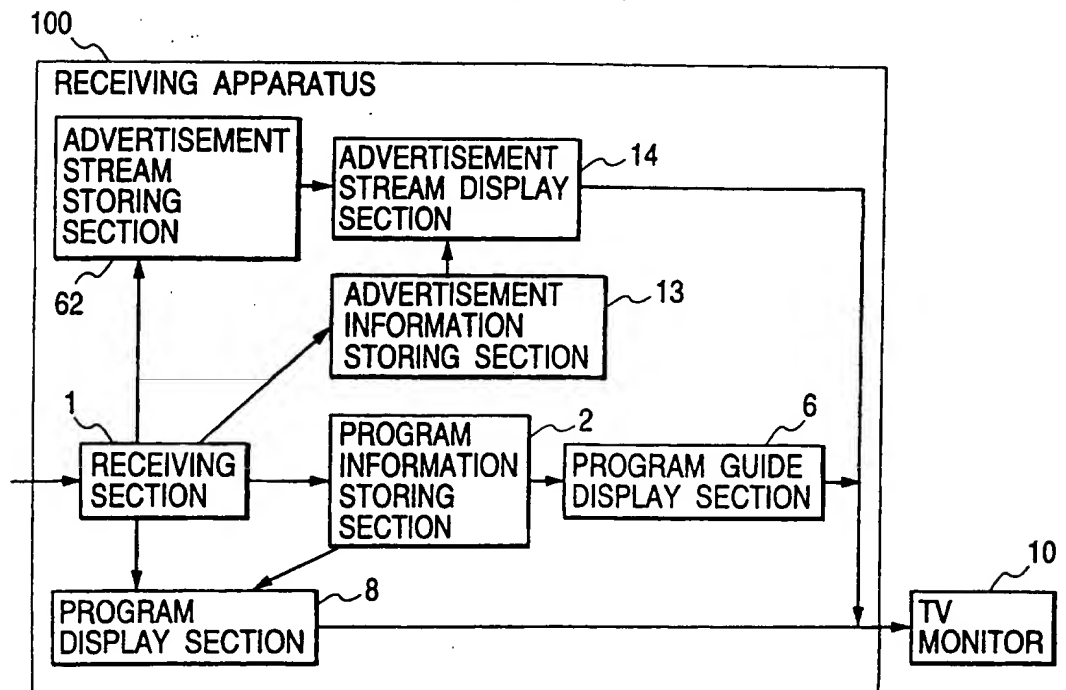 100
RECEIVING APPARATUS
ADVERTISEMENT
STREAM
STORING
SECTION
62
ADVERTISEMENT
STREAM DISPLAY
SECTION
14
ADVERTISEMENT
INFORMATION
STORING SECTION
13
1
RECEIVING
SECTION
PROGRAM
INFORMATION
STORING
SECTION
2
PROGRAM GUIDE
DISPLAY SECTION
6
PROGRAM
DISPLAY SECTION
8
TV
MONITOR
10